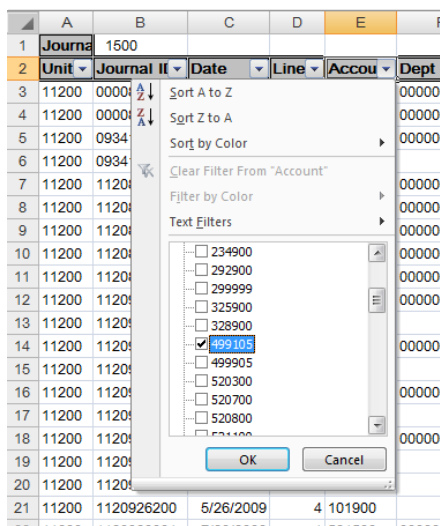 A B C D E
1 Journa 1500
2 Unit Journal II Date Line Accou Dept
3 11200 00000
4 11200 00000
5 11200 0934 00000
6 11200 0934
7 11200 1120 00000
8 11200 1120 00000
9 11200 1120 00000
10 11200 1120 00000
11 11200 1120 00000
12 11200 1120 00000
13 11200 1120
14 11200 1120 00000
15 11200 1120
16 11200 1120 00000
17 11200 1120
18 11200 1120 00000
19 11200 1120
20 11200 1120
21 11200 1120926200 5/26/2009 4 101900
Sort A to Z
Sort Z to A
Sort by Color
Clear Filter From "Account"
Filter by Color
Text Filters
234900
292900
299999
325900
328900
499105
499905
520300
520700
520800
OK Cancel